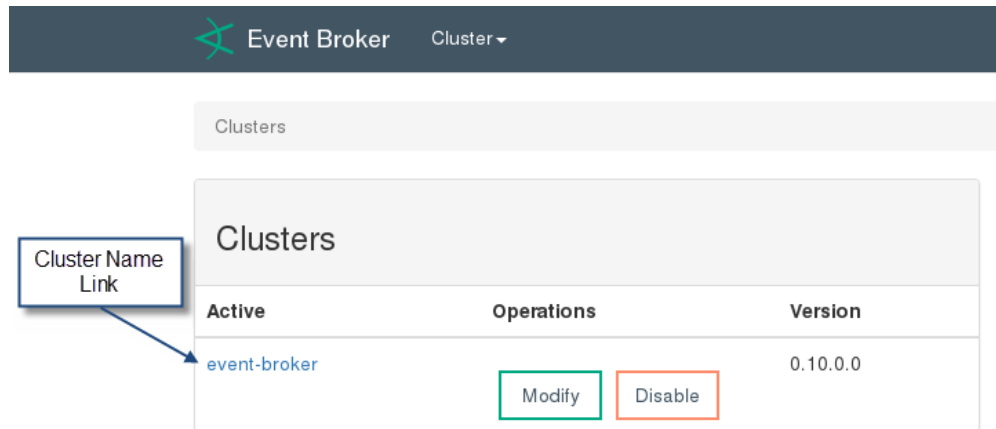 Event Broker Cluster
Clusters
Clusters
Cluster Name
Link
Active Operations Version
event-broker 0.10.0.0
Modify Disable